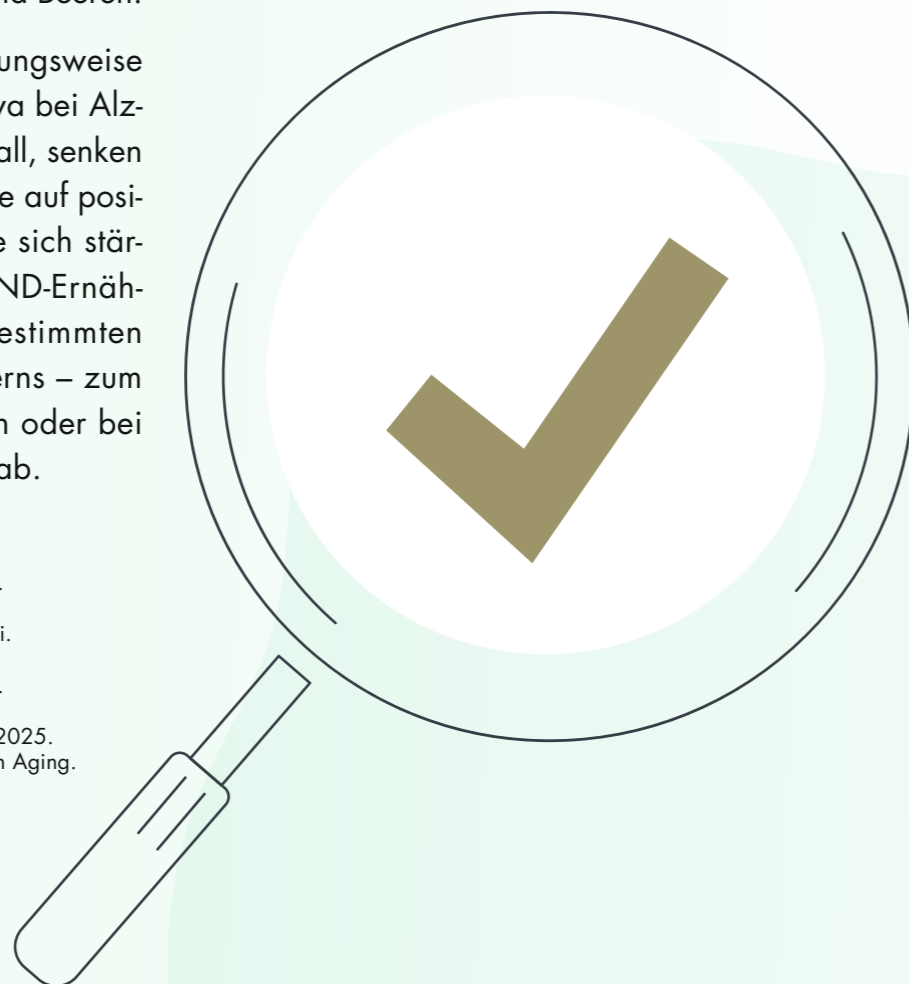 ungsweise
va bei Alz-
all, senken
e auf posi-
e sich stär-
ND-Ernäh-
estimmten
erns – zum
n oder bei
ab.
i.
2025.
n Aging.